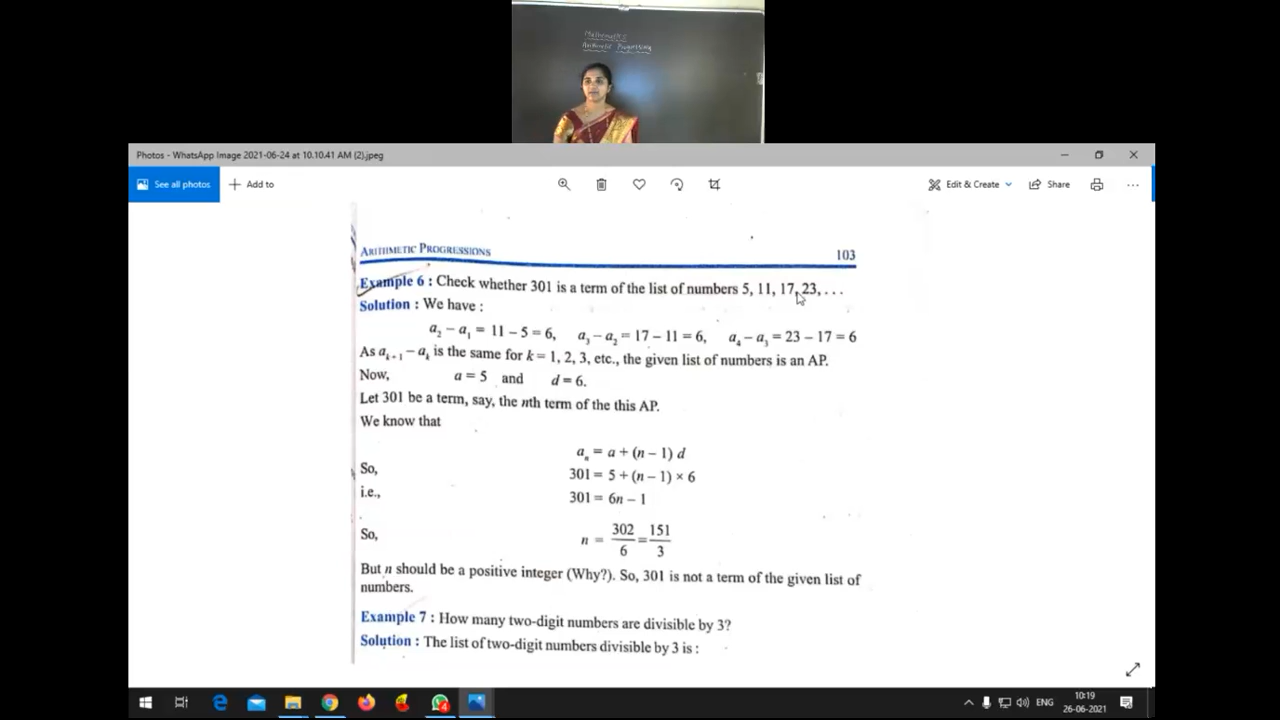 Mathematics
Arithmetic Progressions
Photos - WhatsApp Image 2021-06-24 at 10.10.41 AM (2).jpeg
See all photos
Add to
Edit & Create
Share
ARITHMETIC PROGRESSIONS 103
Example 6 : Check whether 301 is a term of the list of numbers 5, 11, 17, 23, . . .
Solution : We have :
a₂ – a₁ = 11 – 5 = 6, a₃ – a₂ = 17 – 11 = 6, a₄ – a₃ = 23 – 17 = 6
As aₖ₊₁ – aₖ is the same for k = 1, 2, 3, etc., the given list of numbers is an AP.
Now, a = 5 and d = 6.
Let 301 be a term, say, the nth term of the this AP.
We know that
aₙ = a + (n – 1) d
So, 301 = 5 + (n – 1) × 6
i.e., 301 = 6n – 1
So, n = 302/6 = 151/3
But n should be a positive integer (Why?). So, 301 is not a term of the given list of
numbers.
Example 7 : How many two-digit numbers are divisible by 3?
Solution : The list of two-digit numbers divisible by 3 is :
4
ENG
10:19
26-06-2021